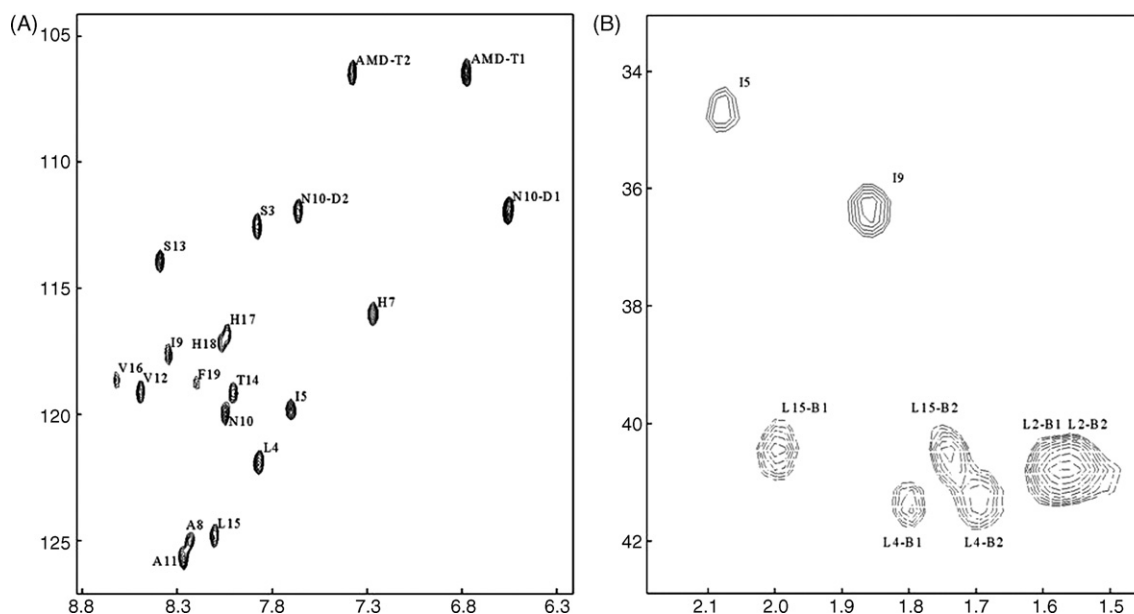 (A)
105
110
115
120
125
8.8 8.3 7.8 7.3 6.8 6.3
AMD-T2 AMD-T1
S3 N10-D2 N10-D1
S13
H7
H17
H18
I9
V16
V12
F19
T14
I5
N10
L4
A8
L15
A11
(B)
34
36
38
40
42
2.1 2.0 1.9 1.8 1.7 1.6 1.5
I5
I9
L15-B1 L15-B2 L2-B1 L2-B2
L4-B1 L4-B2